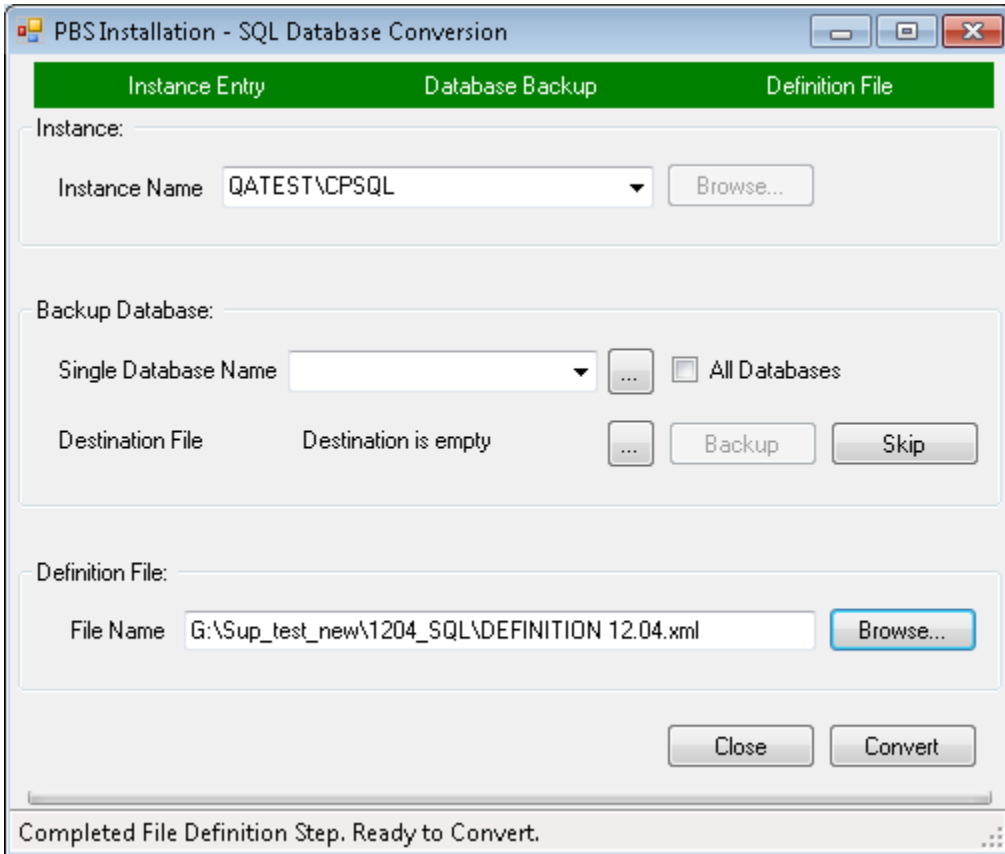 PBS Installation - SQL Database Conversion
Instance Entry Database Backup Definition File
Instance:
Instance Name QATEST\CPSQL Browse...
Backup Database:
Single Database Name ... All Databases
Destination File Destination is empty ... Backup Skip
Definition File:
File Name G:\Sup_test_new\1204_SQL\DEFINITION 12.04.xml Browse...
Close Convert
Completed File Definition Step. Ready to Convert.